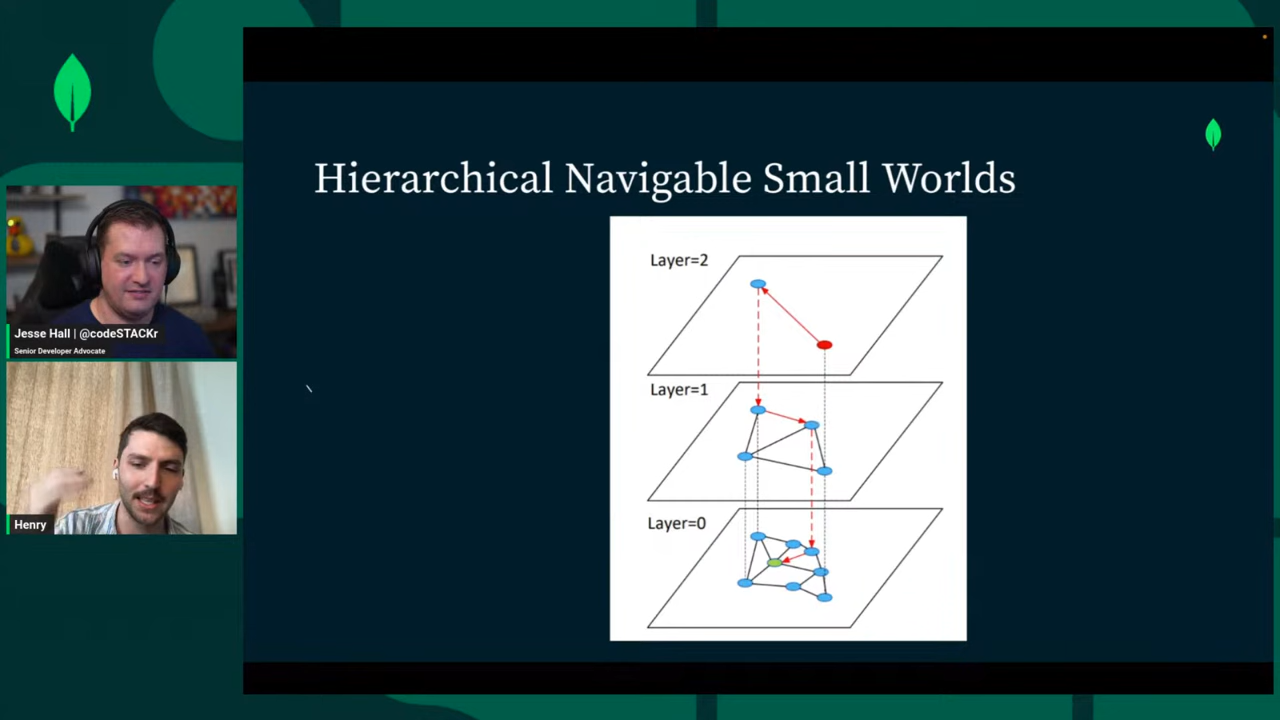 Hierarchical Navigable Small Worlds
Layer=2
Layer=1
Layer=0
Jesse Hall | @codeSTACKr
Senior Developer Advocate
Henry